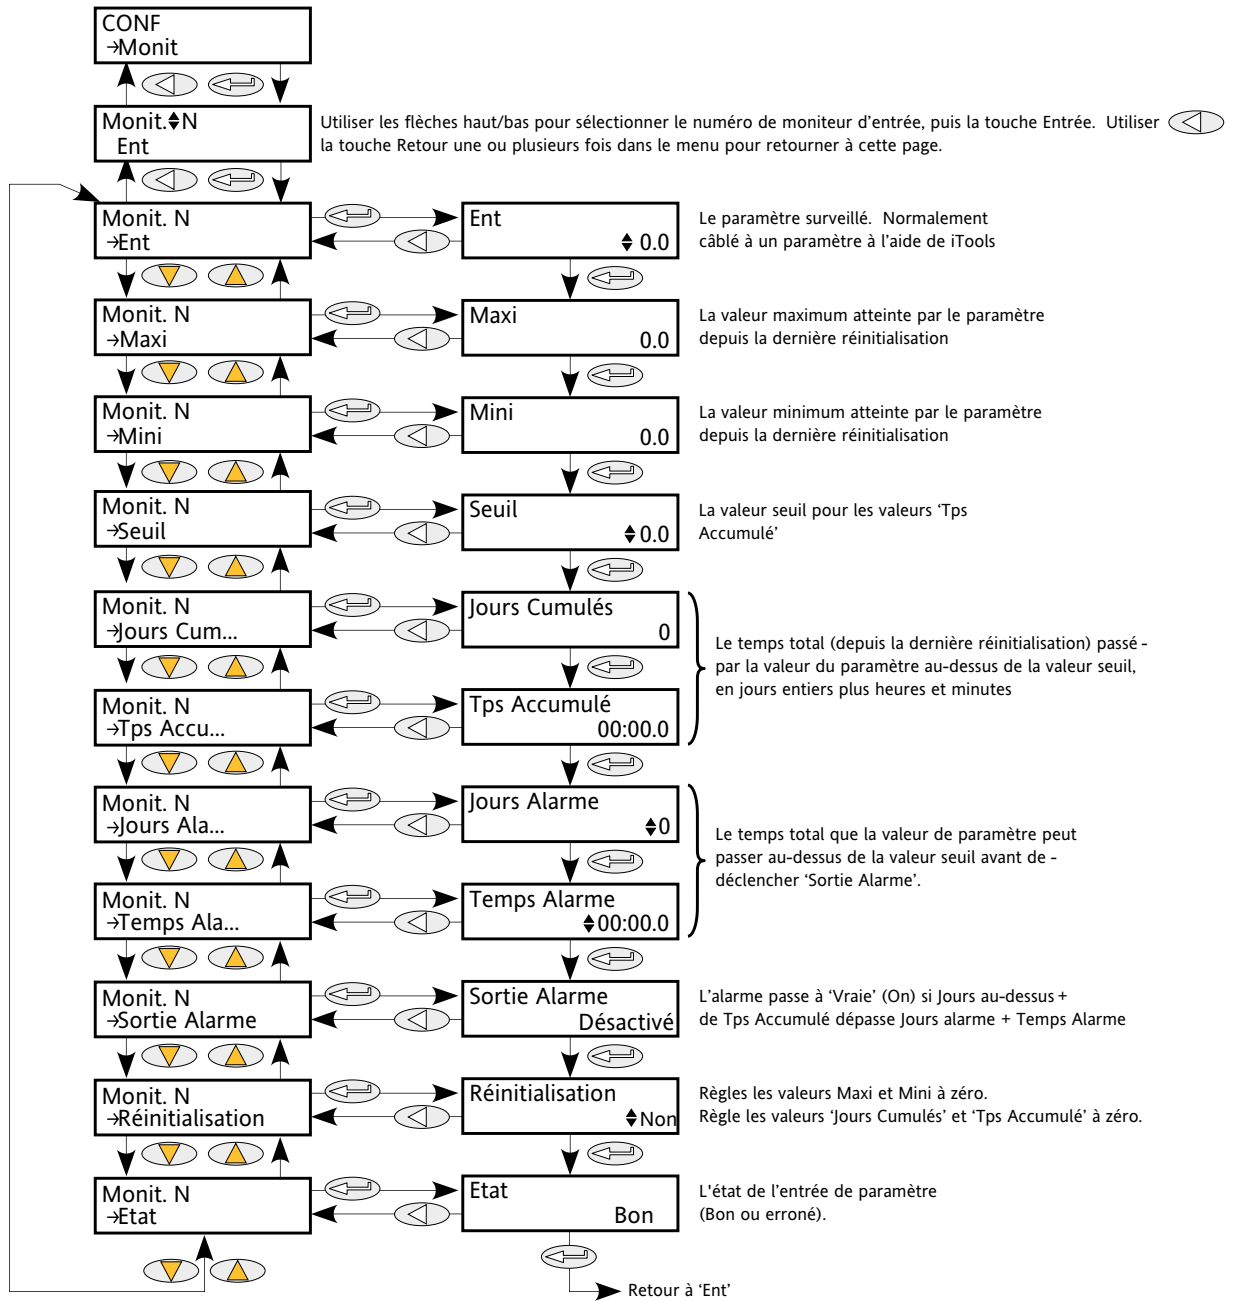 CONF
→Monit
Monit.♦N
Ent
Utiliser les flèches haut/bas pour sélectionner le numéro de moniteur d'entrée, puis la touche Entrée. Utiliser
la touche Retour une ou plusieurs fois dans le menu pour retourner à cette page.
Monit. N
→Ent
Ent
♦ 0.0
Le paramètre surveillé. Normalement
câblé à un paramètre à l'aide de iTools
Monit. N
→Maxi
Maxi
0.0
La valeur maximum atteinte par le paramètre
depuis la dernière réinitialisation
Monit. N
→Mini
Mini
0.0
La valeur minimum atteinte par le paramètre
depuis la dernière réinitialisation
Monit. N
→Seuil
Seuil
♦ 0.0
La valeur seuil pour les valeurs ‘Tps
Accumulé’
Monit. N
→Jours Cum...
Jours Cumulés
0
Monit. N
→Tps Accu...
Tps Accumulé
00:00.0
Le temps total (depuis la dernière réinitialisation) passé -
par la valeur du paramètre au-dessus de la valeur seuil,
en jours entiers plus heures et minutes
Monit. N
→Jours Ala...
Jours Alarme
♦0
Monit. N
→Temps Ala...
Temps Alarme
♦00:00.0
Le temps total que la valeur de paramètre peut
passer au-dessus de la valeur seuil avant de -
déclencher ‘Sortie Alarme’.
Monit. N
→Sortie Alarme
Sortie Alarme
Désactivé
L'alarme passe à ‘Vraie’ (On) si Jours au-dessus +
de Tps Accumulé dépasse Jours alarme + Temps Alarme
Monit. N
→Réinitialisation
Réinitialisation
♦Non
Règles les valeurs Maxi et Mini à zéro.
Règle les valeurs ‘Jours Cumulés’ et ‘Tps Accumulé’ à zéro.
Monit. N
→Etat
Etat
Bon
L'état de l'entrée de paramètre
(Bon ou erroné).
Retour à ‘Ent’